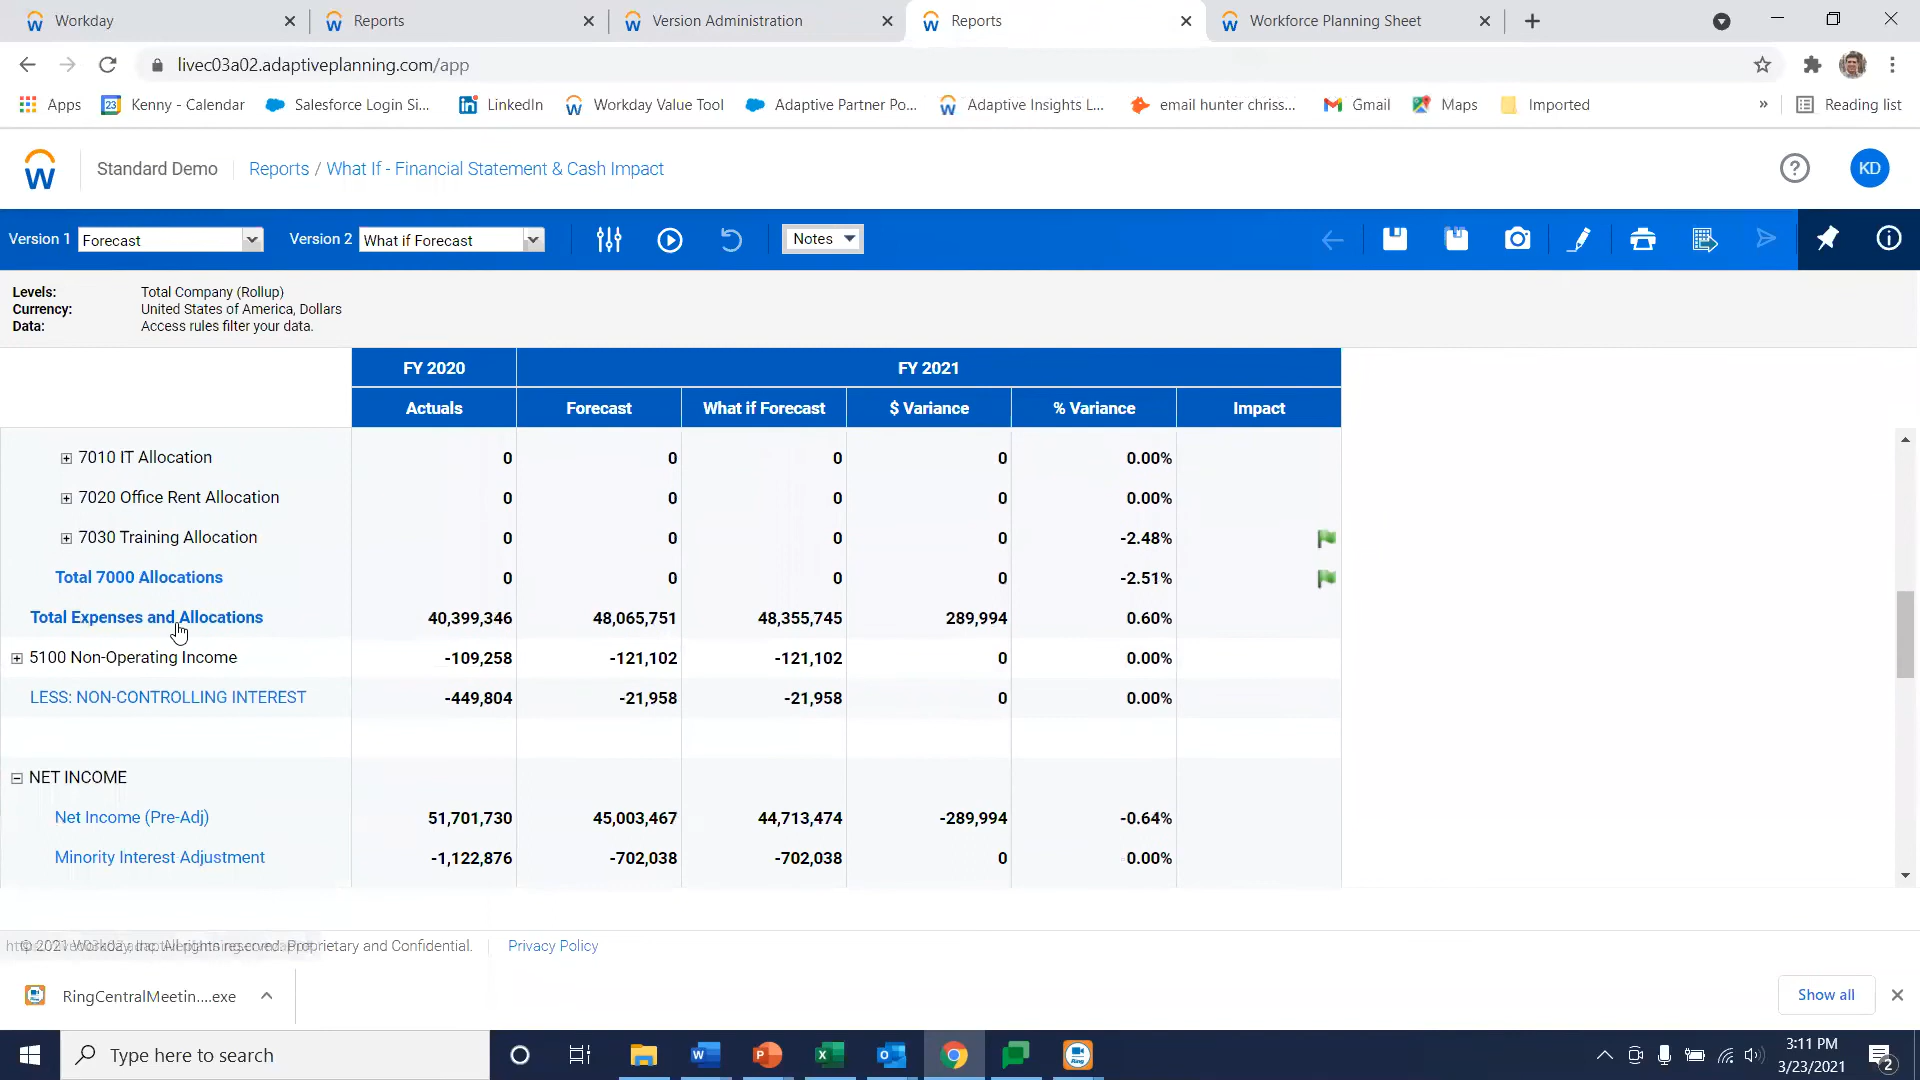 Workday
Reports
Version Administration
Reports
Workforce Planning Sheet
livec03a02.adaptiveplanning.com/app
Apps
23 Kenny - Calendar
Salesforce Login Si...
LinkedIn
Workday Value Tool
Adaptive Partner Po...
Adaptive Insights L...
email hunter chriss...
Gmail
Maps
Imported
»
Reading list
Standard Demo
Reports / What If - Financial Statement & Cash Impact
KD
Version 1 Forecast
Version 2 What if Forecast
Notes
Levels: Total Company (Rollup)
Currency: United States of America, Dollars
Data: Access rules filter your data.
FY 2020 FY 2021
Actuals Forecast What if Forecast $ Variance % Variance Impact
7010 IT Allocation 0 0 0 0 0.00%
7020 Office Rent Allocation 0 0 0 0 0.00%
7030 Training Allocation 0 0 0 0 -2.48%
Total 7000 Allocations 0 0 0 0 -2.51%
Total Expenses and Allocations 40,399,346 48,065,751 48,355,745 289,994 0.60%
5100 Non-Operating Income -109,258 -121,102 -121,102 0 0.00%
LESS: NON-CONTROLLING INTEREST -449,804 -21,958 -21,958 0 0.00%
NET INCOME
Net Income (Pre-Adj) 51,701,730 45,003,467 44,713,474 -289,994 -0.64%
Minority Interest Adjustment -1,122,876 -702,038 -702,038 0 0.00%
© 2021 Workday, Inc. All rights reserved. Proprietary and Confidential.
Privacy Policy
RingCentralMeetin....exe
Show all
Type here to search
3:11 PM
3/23/2021
2